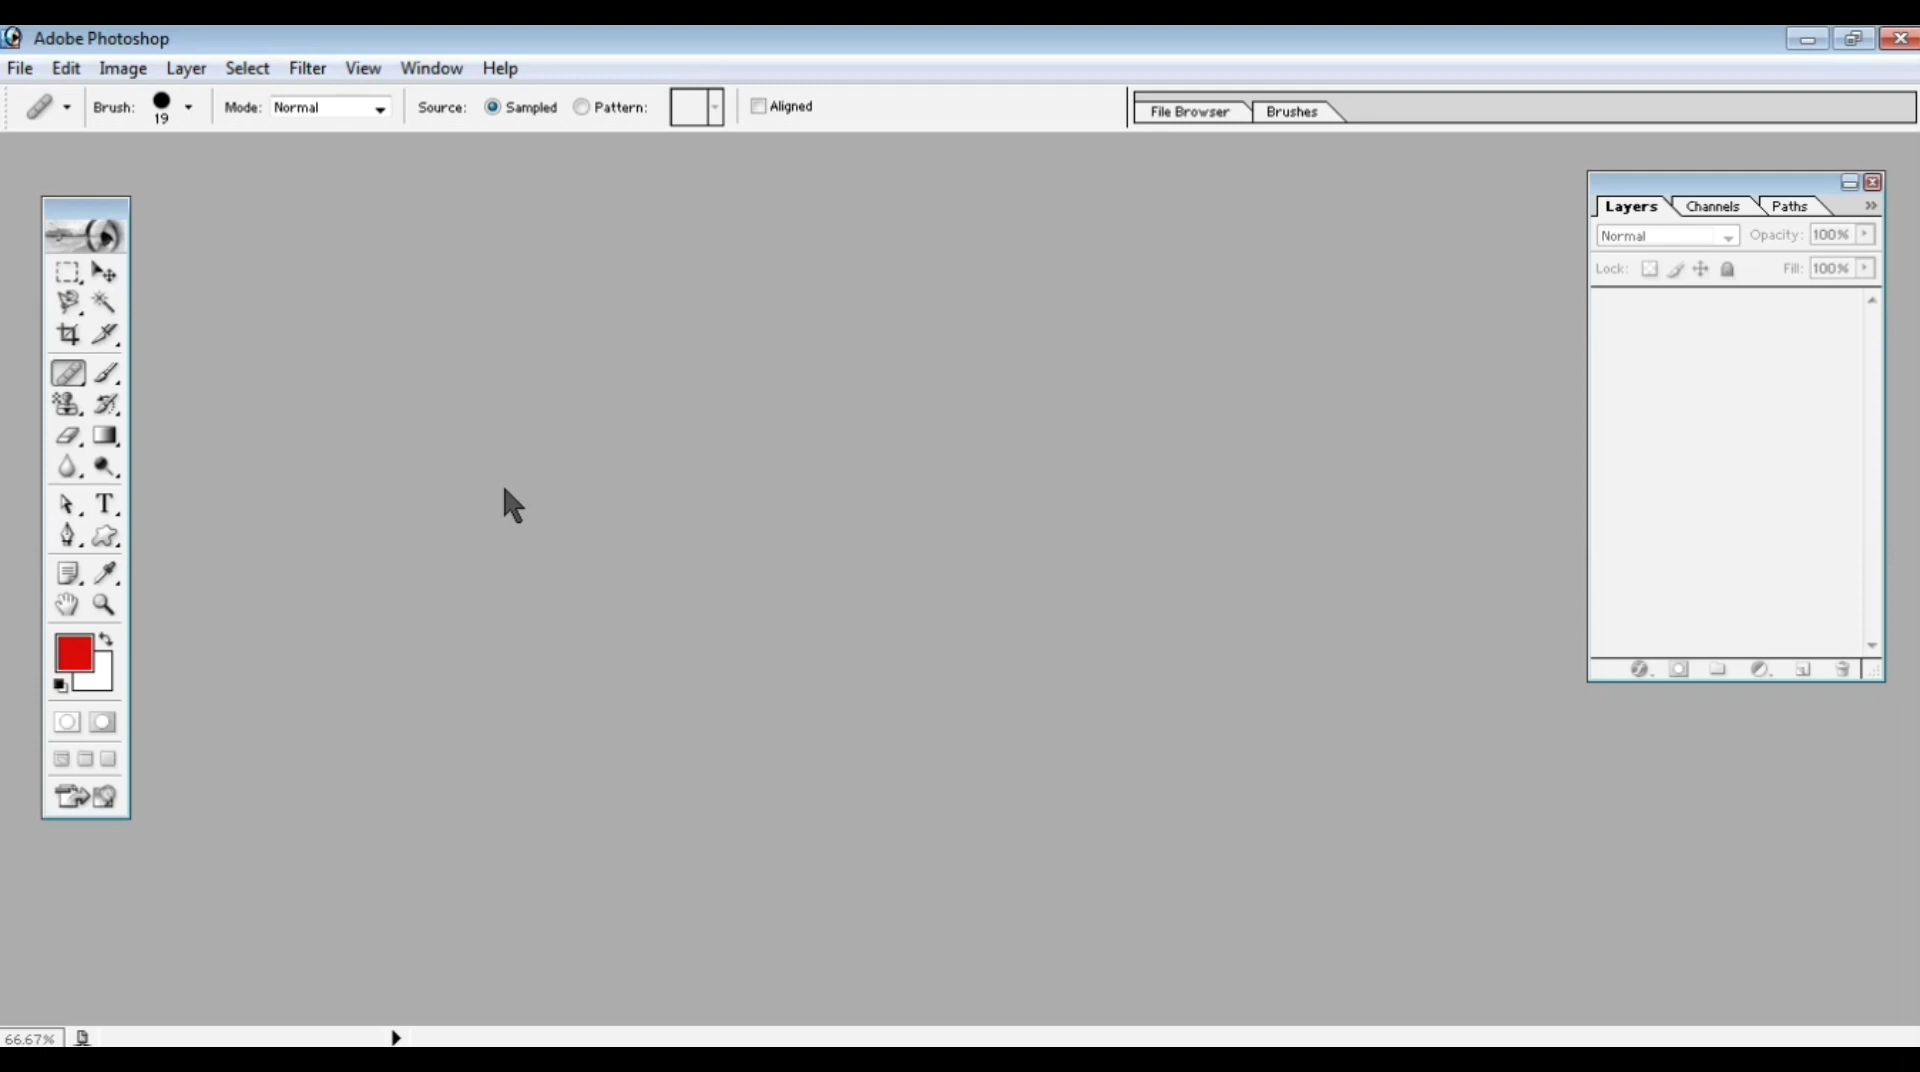 Adobe Photoshop
File Edit Image Layer Select Filter View Window Help
Brush: 19 Mode: Normal Source: Sampled Pattern: Aligned File Browser Brushes
Layers Channels Paths
Normal Opacity: 100%
Lock: Fill: 100%
T
66.67%